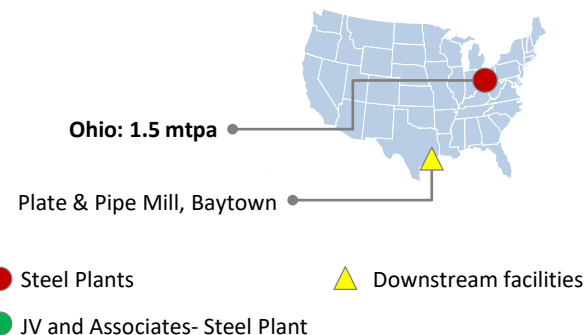 Ohio: 1.5 mtpa
Plate & Pipe Mill, Baytown
Steel Plants
Downstream facilities
JV and Associates- Steel Plant